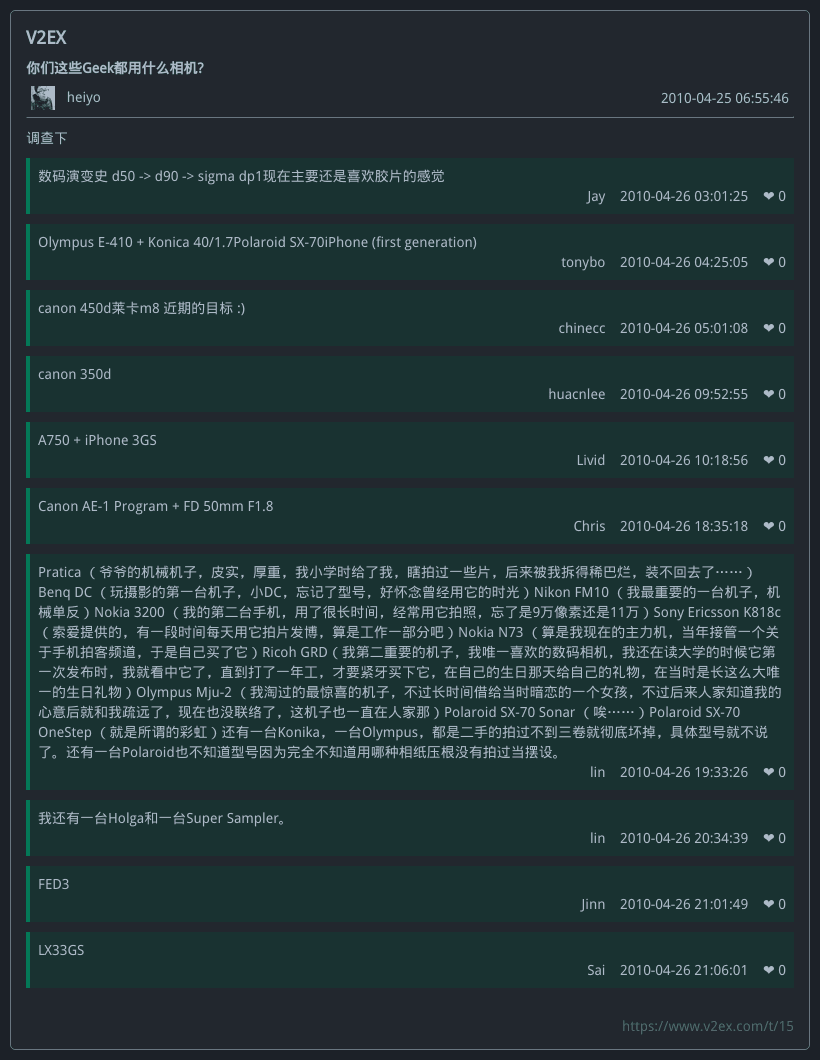 V2EX
你们这些Geek都用什么相机?
heiyo 2010-04-25 06:55:46
调查下
数码演变史 d50 -> d90 -> sigma dp1现在主要还是喜欢胶片的感觉
Jay 2010-04-26 03:01:25 ❤ 0
Olympus E-410 + Konica 40/1.7Polaroid SX-70iPhone (first generation)
tonybo 2010-04-26 04:25:05 ❤ 0
canon 450d莱卡m8 近期的目标 :)
chinecc 2010-04-26 05:01:08 ❤ 0
canon 350d
huacnlee 2010-04-26 09:52:55 ❤ 0
A750 + iPhone 3GS
Livid 2010-04-26 10:18:56 ❤ 0
Canon AE-1 Program + FD 50mm F1.8
Chris 2010-04-26 18:35:18 ❤ 0
Pratica （爷爷的机械机子，皮实，厚重，我小学时给了我，瞎拍过一些片，后来被我拆得稀巴烂，装不回去了……）
Benq DC （玩摄影的第一台机子，小DC，忘记了型号，好怀念曾经用它的时光）Nikon FM10 （我最重要的一台机子，机
械单反）Nokia 3200 （我的第二台手机，用了很长时间，经常用它拍照，忘了是9万像素还是11万）Sony Ericsson K818c
（索爱提供的，有一段时间每天用它拍片发博，算是工作一部分吧）Nokia N73 （算是我现在的主力机，当年接管一个关
于手机拍客频道，于是自己买了它）Ricoh GRD（我第二重要的机子，我唯一喜欢的数码相机，我还在读大学的时候它第
一次发布时，我就看中它了，直到打了一年工，才要紧牙买下它，在自己的生日那天给自己的礼物，在当时是长这么大唯
一的生日礼物）Olympus Mju-2 （我淘过的最惊喜的机子，不过长时间借给当时暗恋的一个女孩，不过后来人家知道我的
心意后就和我疏远了，现在也没联络了，这机子也一直在人家那）Polaroid SX-70 Sonar （唉……）Polaroid SX-70
OneStep （就是所谓的彩虹）还有一台Konika，一台Olympus，都是二手的拍过不到三卷就彻底坏掉，具体型号就不说
了。还有一台Polaroid也不知道型号因为完全不知道用哪种相纸压根没有拍过当摆设。
lin 2010-04-26 19:33:26 ❤ 0
我还有一台Holga和一台Super Sampler。
lin 2010-04-26 20:34:39 ❤ 0
FED3
Jinn 2010-04-26 21:01:49 ❤ 0
LX33GS
Sai 2010-04-26 21:06:01 ❤ 0
https://www.v2ex.com/t/15